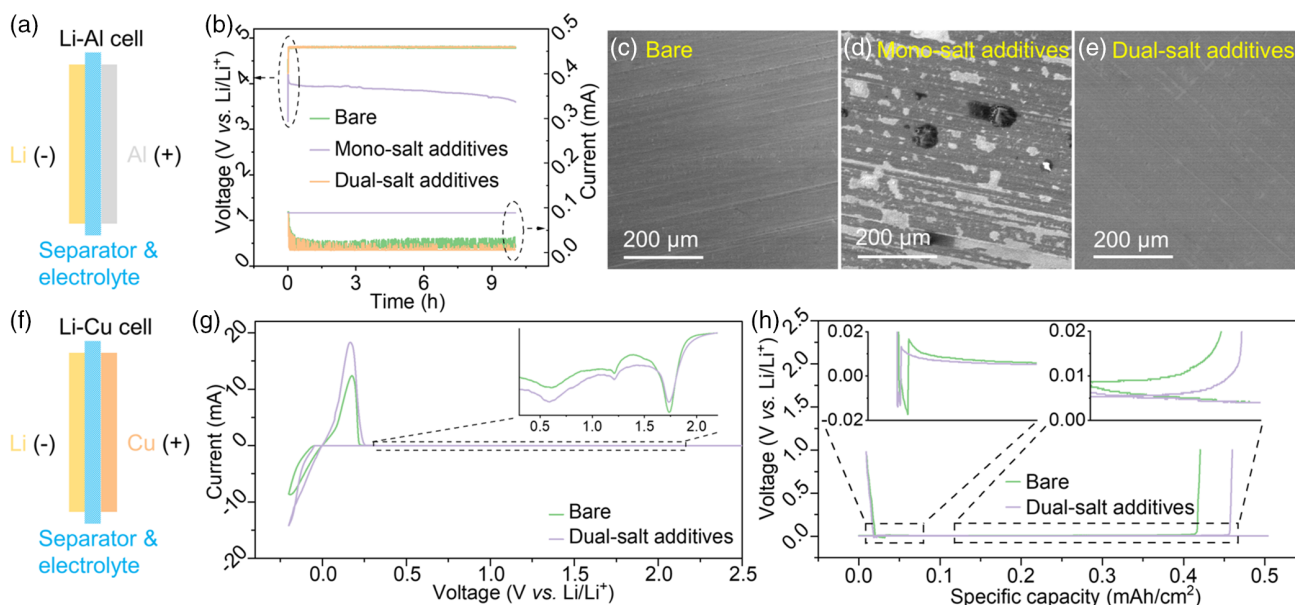 (a)
Li-Al cell
Li (-)
Al (+)
Separator &
electrolyte
(b)
Voltage (V vs. Li/Li⁺)
5
4
3
2
1
0
Bare
Mono-salt additives
Dual-salt additives
0.5
0.4
0.3
0.2
0.1
0.0
Current (mA)
0 3 6 9
Time (h)
(c) Bare
200 μm
(d) Mono-salt additives
200 μm
(e) Dual-salt additives
200 μm
(f)
Li-Cu cell
Li (-)
Cu (+)
Separator &
electrolyte
(g)
Current (mA)
20
10
0
-10
-20
0.5 1.0 1.5 2.0
Bare
Dual-salt additives
0.0 0.5 1.0 1.5 2.0 2.5
Voltage (V vs. Li/Li⁺)
(h)
Voltage (V vs. Li/Li⁺)
2.5
2.0
1.5
1.0
0.5
0.0
0.02
0.00
-0.02
0.02
0.01
0.00
Bare
Dual-salt additives
0.0 0.1 0.2 0.3 0.4 0.5
Specific capacity (mAh/cm²)